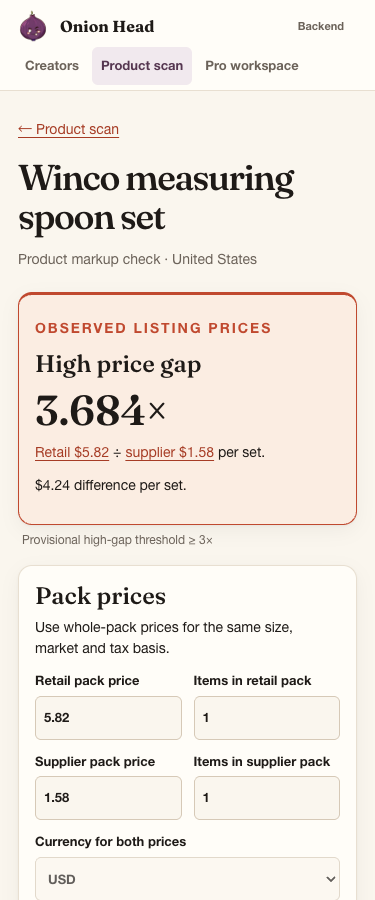 Onion Head
Backend
Creators
Product scan
Pro workspace
← Product scan
Winco measuring
spoon set
Product markup check · United States
OBSERVED LISTING PRICES
High price gap
3.684×
Retail $5.82 ÷ supplier $1.58 per set.
$4.24 difference per set.
Provisional high-gap threshold ≥ 3×
Pack prices
Use whole-pack prices for the same size,
market and tax basis.
Retail pack price
Items in retail pack
5.82
1
Supplier pack price
Items in supplier pack
1.58
1
Currency for both prices
USD